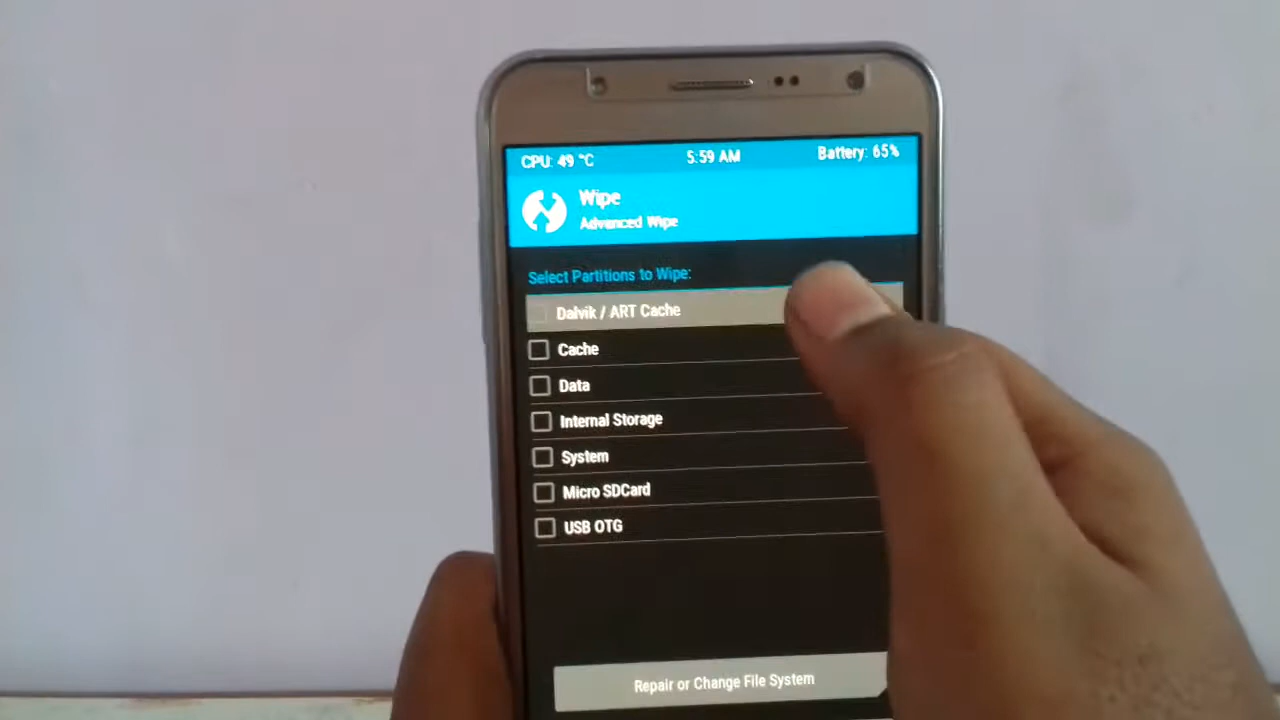 CPU: 49 °C 5:59 AM Battery: 65%
Wipe
Advanced Wipe
Select Partitions to Wipe:
Dalvik / ART Cache
Cache
Data
Internal Storage
System
Micro SDCard
USB OTG
Repair or Change File System